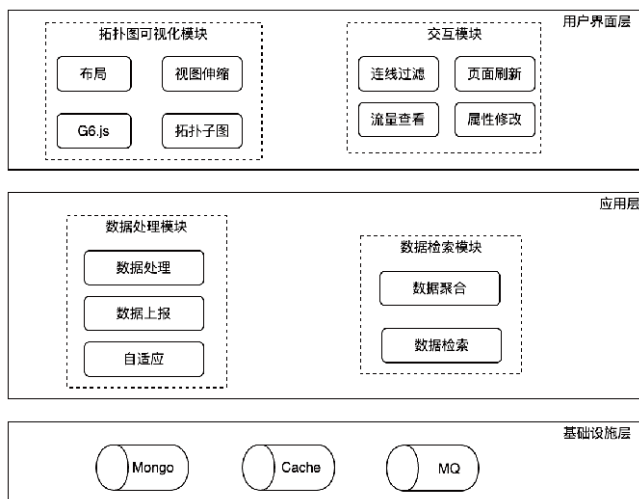 用户界面层
拓扑图可视化模块
布局
视图伸缩
G6.js
拓扑子图
交互模块
连线过滤
页面刷新
流量查看
属性修改
应用层
数据处理模块
数据处理
数据上报
自适应
数据检索模块
数据聚合
数据检索
基础设施层
Mongo
Cache
MQ